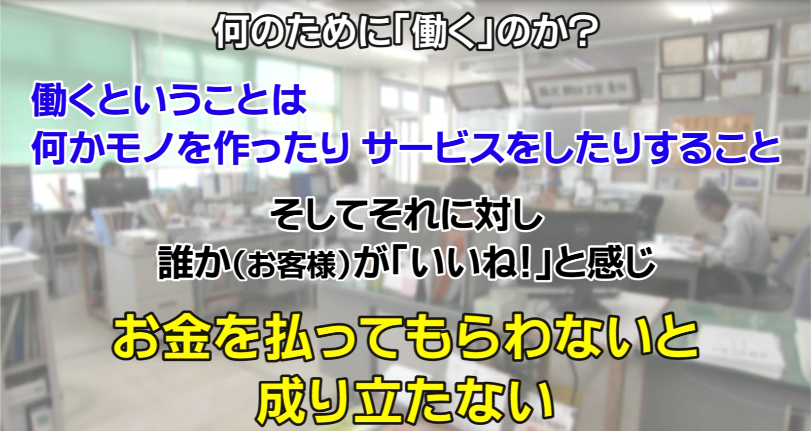 何のために「働く」のか？
働くということは
何かモノを作ったり サービスをしたりすること
そしてそれに対し
誰か(お客様)が「いいね！」と感じ
お金を払ってもらわないと
成り立たない